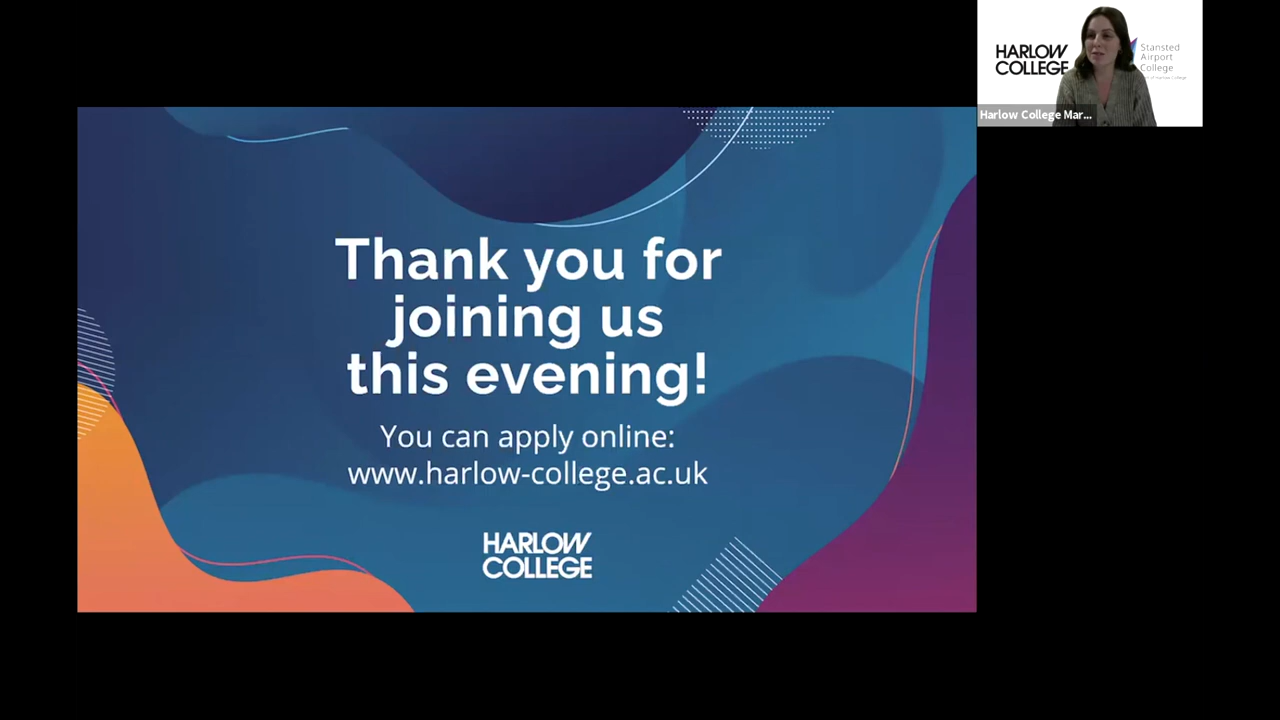 Thank you for
joining us
this evening!
You can apply online:
www.harlow-college.ac.uk
HARLOW
COLLEGE
HARLOW
COLLEGE
Stansted
Airport
College
Harlow College Mar...